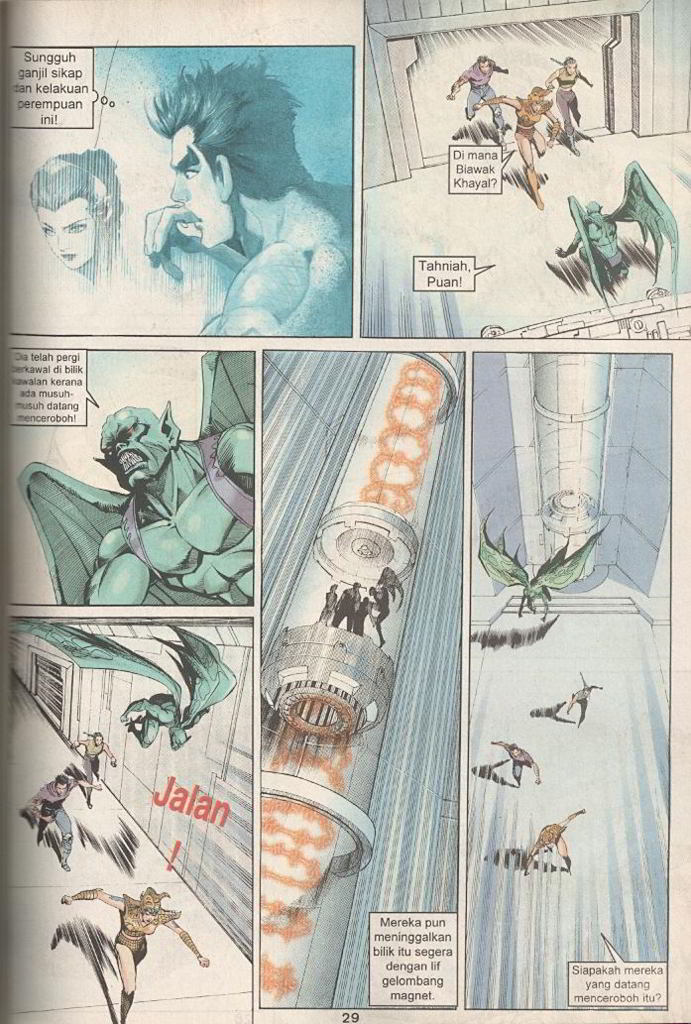 Sungguh
ganjil sikap
dan kelakuan
perempuan
ini!
Di mana
Biawak
Khayal?
Tahniah,
Puan!
Dia telah pergi
berkawal di bilik
kawalan kerana
ada musuh-
musuh datang
menceroboh!
Jalan
!
Mereka pun
meninggalkan
bilik itu segera
dengan lif
gelombang
magnet.
Siapakah mereka
yang datang
menceroboh itu?
29